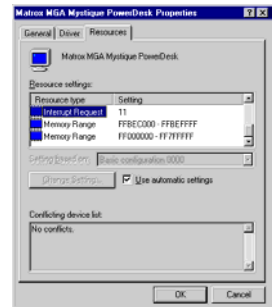 Matrox MGA Mystique PowerDesk Properties
General Driver Resources
Matrox MGA Mystique PowerDesk
Resource settings:
Resource type Setting
Interrupt Request 11
Memory Range FFBEC000 - FFBEFFFF
Memory Range FF000000 - FF7FFFFF
Setting based on: Basic configuration 0000
Change Setting... Use automatic settings
Conflicting device list:
No conflicts.
OK Cancel